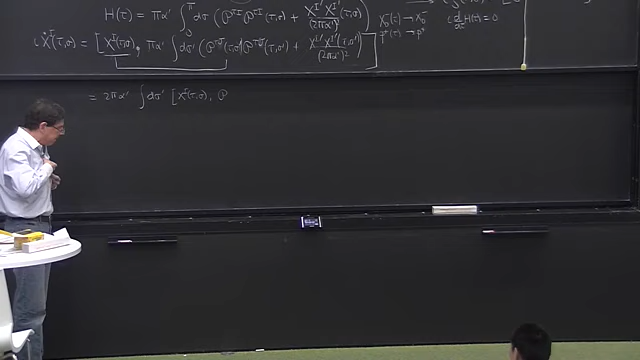 H(τ) = πα' ∫₀^π dσ (𝒫^τI 𝒫^τI (τ,σ) + X^I' X^I' (τ,σ) / (2πα')²)
X₀⁻(τ) → X₀⁻
p⁺(τ) → p⁺
i d/dτ H(τ) = 0
i Ẋ^I(τ,σ) = [X^I(τ,σ), πα' ∫dσ' (𝒫^τJ(τ,σ') 𝒫^τJ(τ,σ') + X^J' X^J' (τ,σ') / (2πα')²)]
= 2πα' ∫ dσ' [X^I(τ,σ), 𝒫